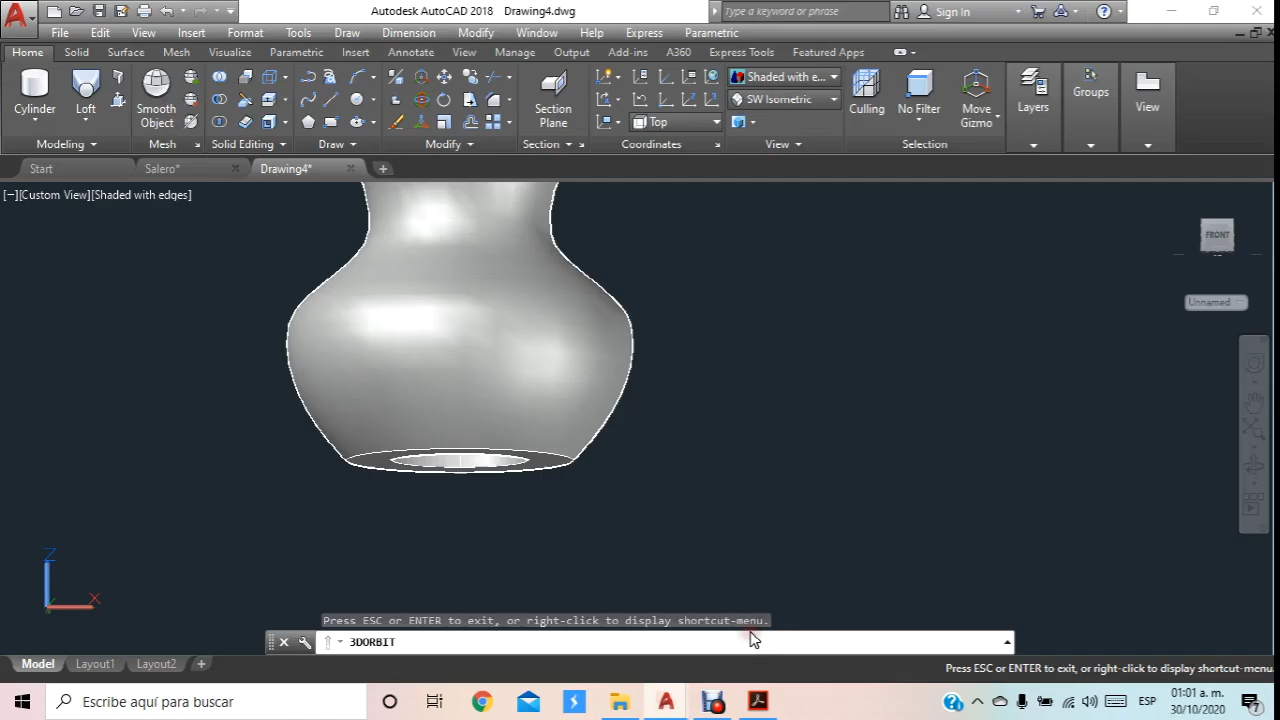 Autodesk AutoCAD 2018 Drawing4.dwg
Type a keyword or phrase
Sign In
File Edit View Insert Format Tools Draw Dimension Modify Window Help Express Parametric
Home Solid Surface Mesh Visualize Parametric Insert Annotate View Manage Output Add-ins A360 Express Tools Featured Apps
Shaded with e...
SW Isometric
Top
Cylinder
Loft
Smooth
Object
Section
Plane
Culling
No Filter
Move
Gizmo
Layers
Groups
View
Modeling
Mesh
Solid Editing
Draw
Modify
Section
Coordinates
View
Selection
Start
Salero*
Drawing4*
[−][Custom View][Shaded with edges]
FRONT
Unnamed
Z
X
Press ESC or ENTER to exit, or right-click to display shortcut-menu.
3DORBIT
Model Layout1 Layout2
Press ESC or ENTER to exit, or right-click to display shortcut-menu.
Escribe aquí para buscar
ESP
01:01 a. m.
30/10/2020
7